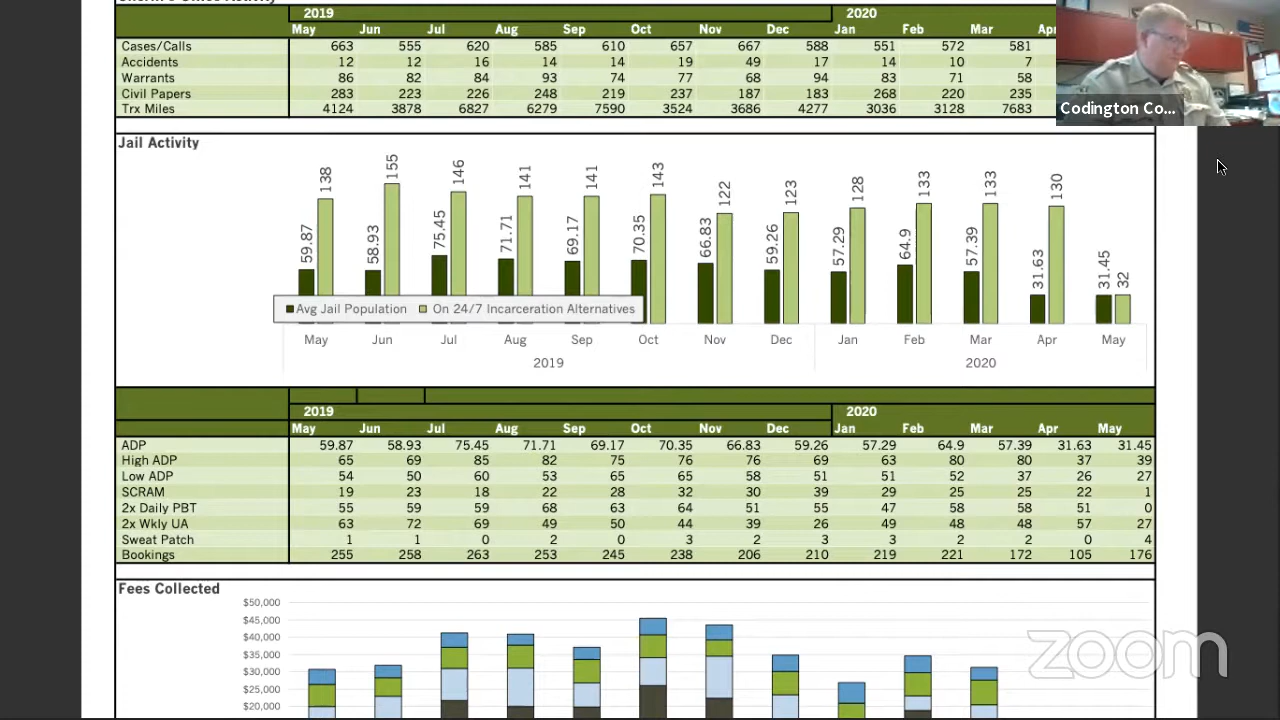 2019 2020
May Jun Jul Aug Sep Oct Nov Dec Jan Feb Mar
Cases/Calls 663 555 620 585 610 657 667 588 551 572 581
Accidents 12 12 16 14 14 19 49 17 14 10 7
Warrants 86 82 84 93 74 77 68 94 83 71 58
Civil Papers 283 223 226 248 219 237 187 183 268 220 235
Trx Miles 4124 3878 6827 6279 7590 3524 3686 4277 3036 3128 7683
Codington Co...
Jail Activity
59.87 138 58.93 155 75.45 146 71.71 141 69.17 141 70.35 143 66.83 122 59.26 123 57.29 128 64.9 133 57.39 133 31.63 130 31.45 32
Avg Jail Population On 24/7 Incarceration Alternatives
May Jun Jul Aug Sep Oct Nov Dec Jan Feb Mar Apr May
2019 2020
2019 2020
May Jun Jul Aug Sep Oct Nov Dec Jan Feb Mar Apr May
ADP 59.87 58.93 75.45 71.71 69.17 70.35 66.83 59.26 57.29 64.9 57.39 31.63 31.45
High ADP 65 69 85 82 75 76 76 69 63 80 80 37 39
Low ADP 54 50 60 53 65 65 58 51 51 52 37 26 27
SCRAM 19 23 18 22 28 32 30 39 29 25 25 22 1
2x Daily PBT 55 59 59 68 63 64 51 55 47 58 58 51 0
2x Wkly UA 63 72 69 49 50 44 39 26 49 48 48 57 27
Sweat Patch 1 1 0 2 0 3 2 3 3 2 2 0 4
Bookings 255 258 263 253 245 238 206 210 219 221 172 105 176
Fees Collected
$50,000
$45,000
$40,000
$35,000
$30,000
$25,000
$20,000
zoom